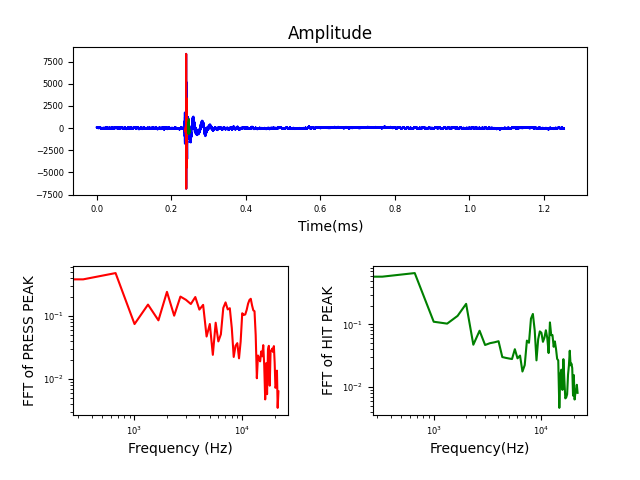 Amplitude
7500
5000
2500
0
−2500
−5000
−7500
0.0 0.2 0.4 0.6 0.8 1.0 1.2
Time(ms)
FFT of PRESS PEAK
10⁻¹
10⁻²
10³ 10⁴
Frequency (Hz)
FFT of HIT PEAK
10⁻¹
10⁻²
10³ 10⁴
Frequency(Hz)